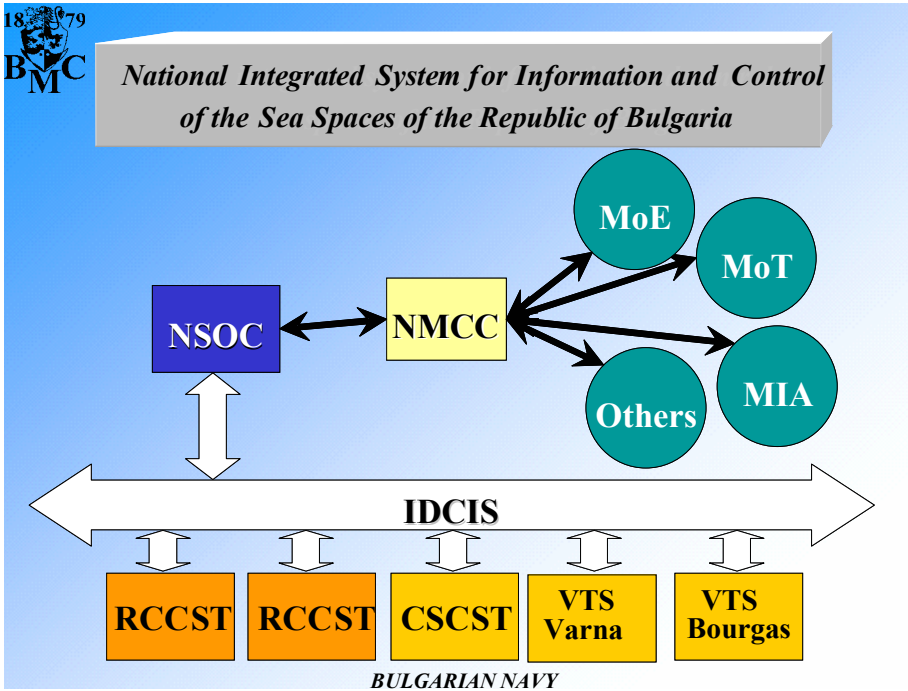 18 79
BMC
National Integrated System for Information and Control
of the Sea Spaces of the Republic of Bulgaria
MoE
MoT
NSOC
NMCC
MIA
Others
IDCIS
RCCST
RCCST
CSCST
VTS
Varna
VTS
Bourgas
BULGARIAN NAVY